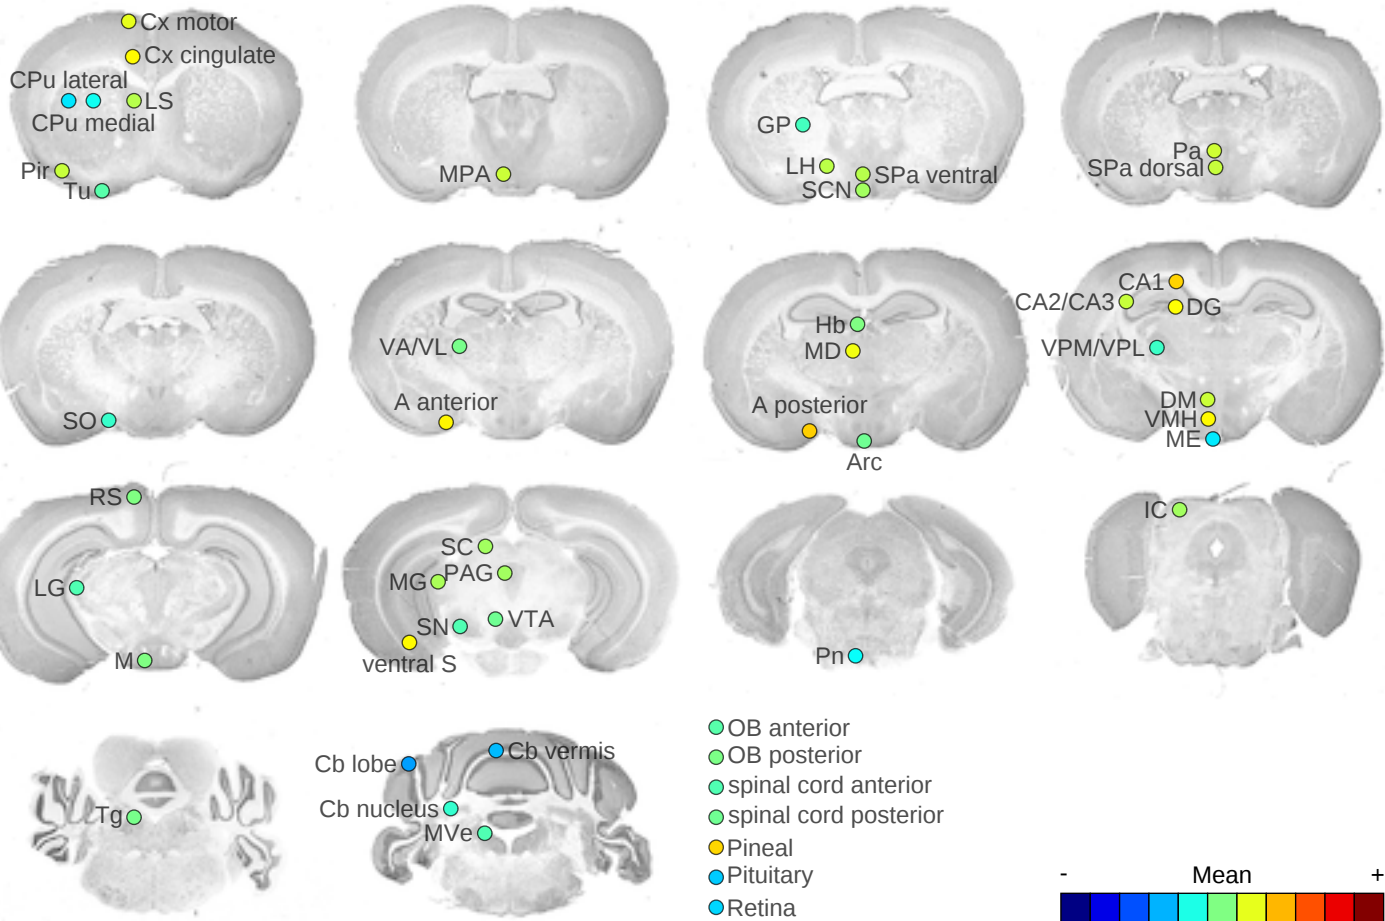 Cx motor
Cx cingulate
CPu lateral
LS
CPu medial
Pir
Tu
MPA
GP
LH
SPa ventral
SCN
Pa
SPa dorsal
SO
VA/VL
A anterior
Hb
MD
A posterior
Arc
CA1
CA2/CA3
DG
VPM/VPL
DM
VMH
ME
RS
LG
M
SC
PAG
MG
VTA
SN
ventral S
Pn
IC
Tg
Cb lobe
Cb vermis
Cb nucleus
MVe
OB anterior
OB posterior
spinal cord anterior
spinal cord posterior
Pineal
Pituitary
Retina
- Mean +